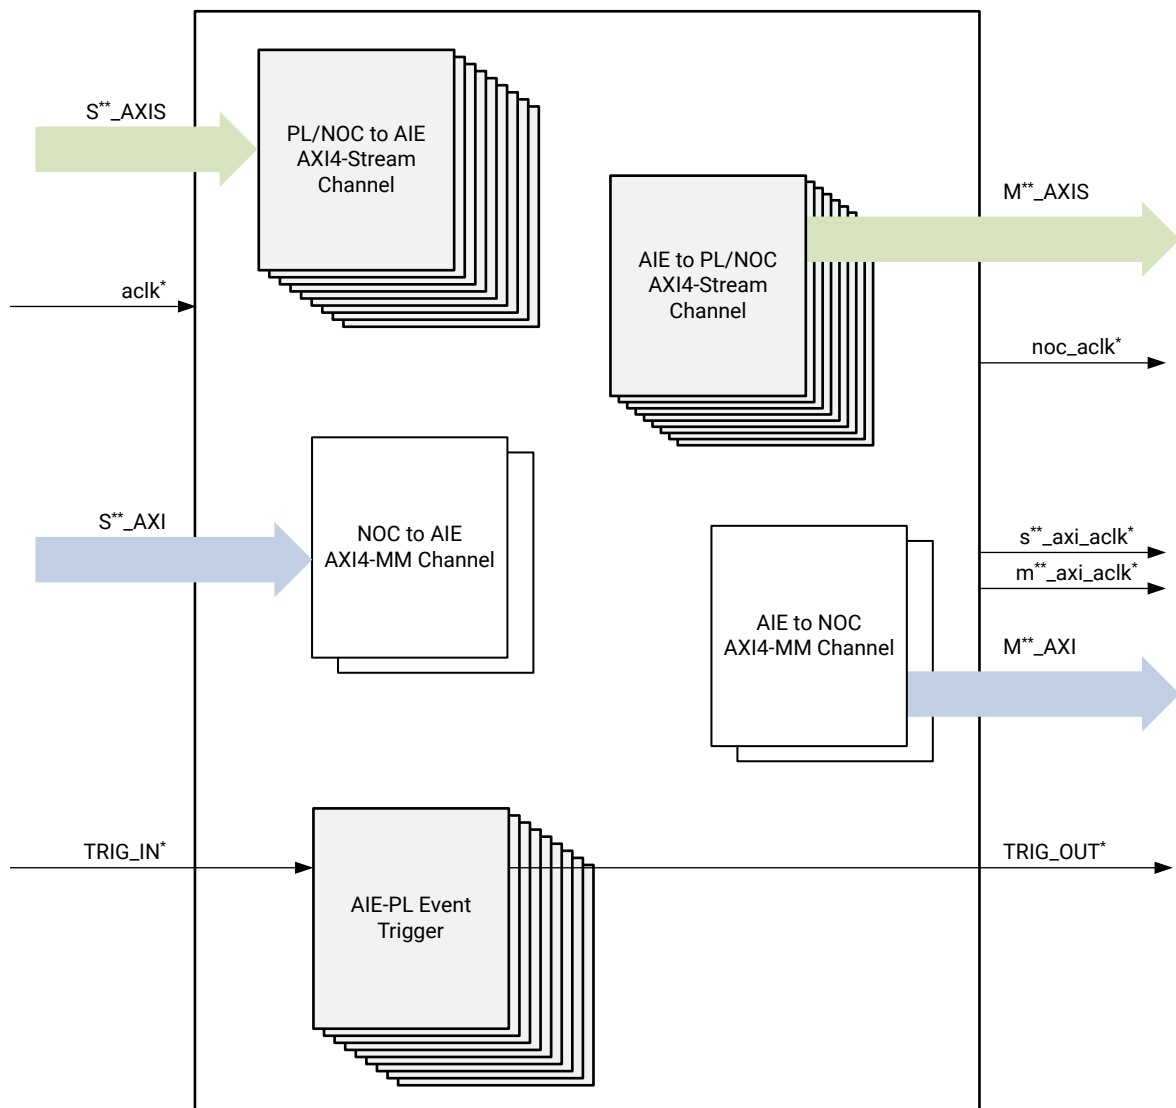 S**_AXIS
PL/NOC to AIE
AXI4-Stream
Channel
M**_AXIS
AIE to PL/NOC
AXI4-Stream
Channel
aclk*
noc_aclk*
S**_AXI
NOC to AIE
AXI4-MM Channel
s**_axi_aclk*
m**_axi_aclk*
AIE to NOC
AXI4-MM Channel
M**_AXI
TRIG_IN*
TRIG_OUT*
AIE-PL Event
Trigger